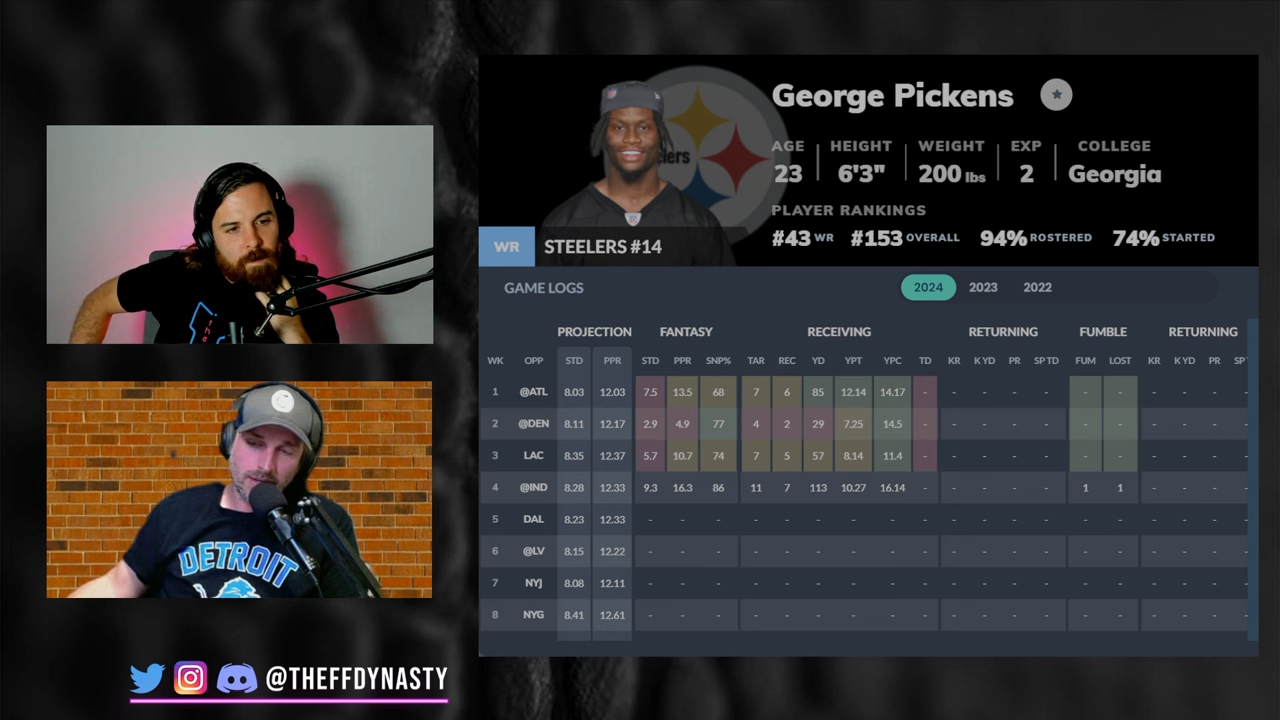 George Pickens
AGE HEIGHT WEIGHT EXP COLLEGE
23 6'3" 200 lbs 2 Georgia
PLAYER RANKINGS
#43 WR #153 OVERALL 94% ROSTERED 74% STARTED
WR STEELERS #14
elers
GAME LOGS 2024 2023 2022
PROJECTION FANTASY RECEIVING RETURNING FUMBLE RETURNING
WK OPP STD PPR STD PPR SNP% TAR REC YD YPT YPC TD KR KYD PR SPTD FUM LOST KR KYD PR SP
1 @ATL 8.03 12.03 7.5 13.5 68 7 6 85 12.14 14.17 - - - - - - - - - - -
2 @DEN 8.11 12.17 2.9 4.9 77 4 2 29 7.25 14.5 - - - - - - - - - - -
3 LAC 8.35 12.37 5.7 10.7 74 7 5 57 8.14 11.4 - - - - - - - - - - -
4 @IND 8.28 12.33 9.3 16.3 86 11 7 113 10.27 16.14 - - - - - 1 1 - - - -
5 DAL 8.23 12.33 - - - - - - - - - - - - - - - - - - -
6 @LV 8.15 12.22 - - - - - - - - - - - - - - - - - - -
7 NYJ 8.08 12.11 - - - - - - - - - - - - - - - - - - -
8 NYG 8.41 12.61 - - - - - - - - - - - - - - - - - - -
DETROIT
@THEFFDYNASTY